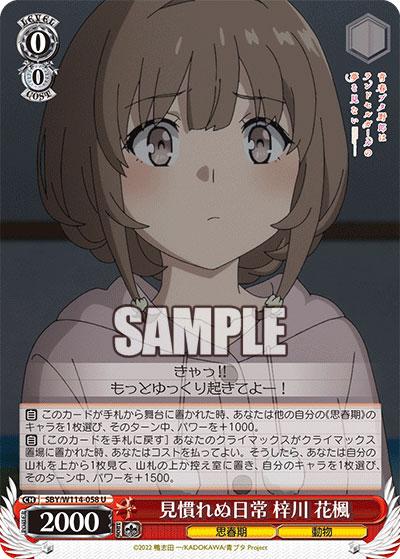 LEVEL
0
0
COST
青春ブタ野郎は
ランドセルガールの
夢を見ない
SAMPLE
きゃっ!!
もっとゆっくり起きてよー！
自 このカードが手札から舞台に置かれた時、あなたは他の自分の《思春期》の
キャラを1枚選び、そのターン中、パワーを+1000。
自 ［このカードを手札に戻す］ あなたのクライマックスがクライマックス
置場に置かれた時、あなたはコストを払ってよい。そうしたら、あなたは自分の
山札を上から1枚見て、山札の上か控え室に置き、自分のキャラを1枚選び、
そのターン中、パワーを+1500。
CH SBY/W114-058 U
2000
見慣れぬ日常 梓川 花楓
思春期 動物
©2022 鴨志田 一/KADOKAWA/青ブタ Project